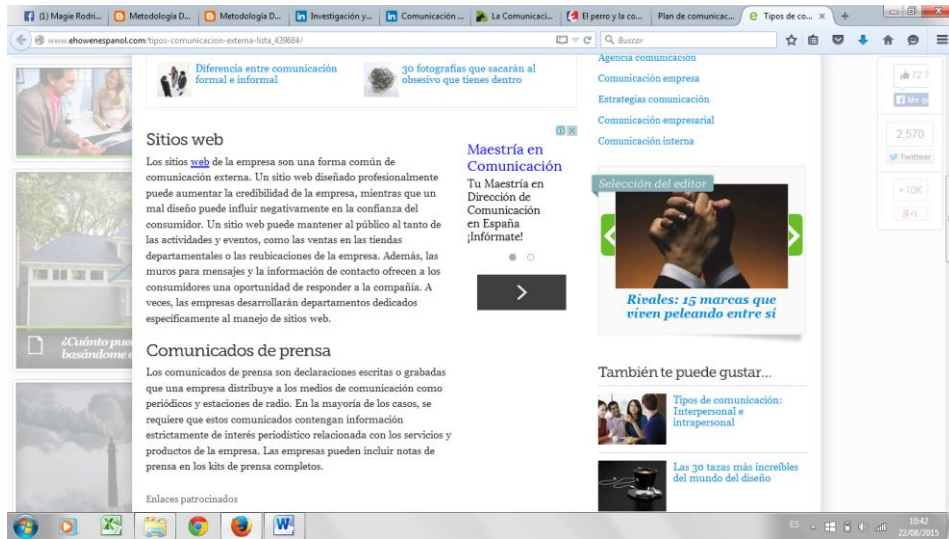 (1) Magie Rodrí...
Metodología D...
Metodología D...
Investigación y...
Comunicación ...
La Comunicaci...
El perro y la co...
Plan de comunicac...
Tipos de co...
www.ehowenespanol.com/tipos-comunicacion-externa-lista_439684/
Buscar
Diferencia entre comunicación
formal e informal
30 fotografías que sacarán al
obsesivo que tienes dentro
Sitios web
Los sitios web de la empresa son una forma común de
comunicación externa. Un sitio web diseñado profesionalmente
puede aumentar la credibilidad de la empresa, mientras que un
mal diseño puede influir negativamente en la confianza del
consumidor. Un sitio web puede mantener al público al tanto de
las actividades y eventos, como las ventas en las tiendas
departamentales o las reubicaciones de la empresa. Además, las
muros para mensajes y la información de contacto ofrecen a los
consumidores una oportunidad de responder a la compañía. A
veces, las empresas desarrollarán departamentos dedicados
específicamente al manejo de sitios web.
Comunicados de prensa
Los comunicados de prensa son declaraciones escritas o grabadas
que una empresa distribuye a los medios de comunicación como
periódicos y estaciones de radio. En la mayoría de los casos, se
requiere que estos comunicados contengan información
estrictamente de interés periodístico relacionada con los servicios y
productos de la empresa. Las empresas pueden incluir notas de
prensa en los kits de prensa completos.
Enlaces patrocinados
Maestría en
Comunicación
Tu Maestría en
Dirección de
Comunicación
en España
¡Infórmate!
Agencia comunicación
Comunicación empresa
Estrategias comunicación
Comunicación empresarial
Comunicación interna
Selección del editor
Rivales: 15 marcas que
viven peleando entre sí
También te puede gustar...
Tipos de comunicación:
Interpersonal e
intrapersonal
Las 30 tazas más increíbles
del mundo del diseño
¿Cuánto pue
basándome e
72 7
Me g
2,570
Twittear
+10K
g+1
ES
10:42
22/08/2015